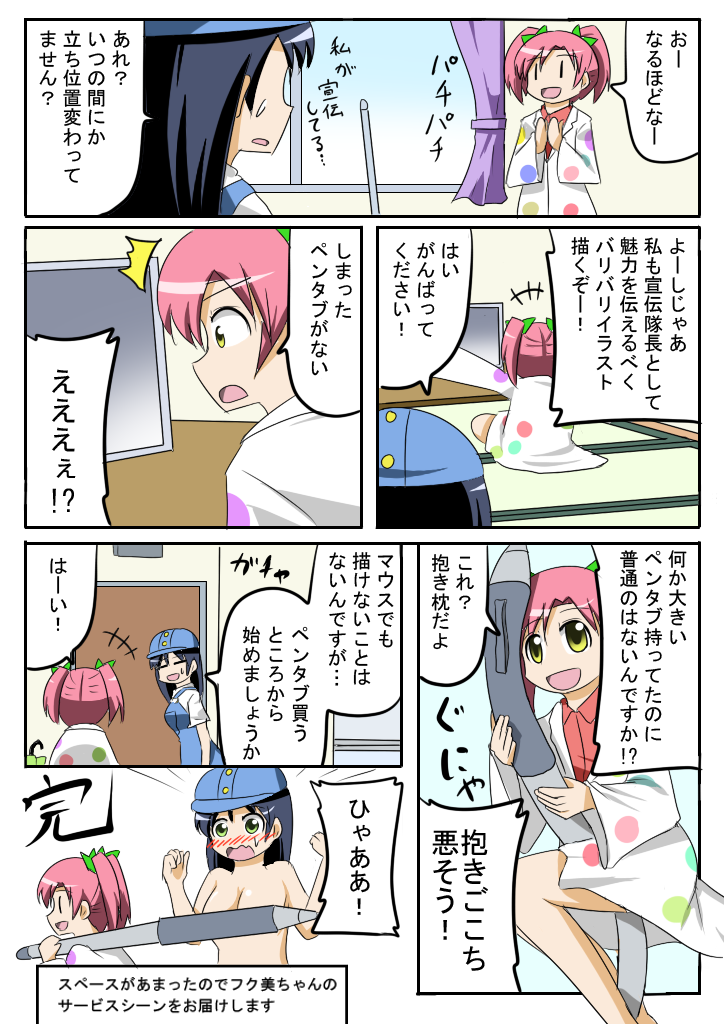 おー
なるほどなー
パチパチ
私が
宣伝
してる…
あれ？
いつの間にか
立ち位置変わって
ません？
よーしじゃあ
私も宣伝隊長として
魅力を伝えるべく
バリバリイラスト
描くぞー！
はい
がんばって
ください！
しまった
ペンタブがない
えええぇ
!?
何か大きい
ペンタブ持ってたのに
普通のはないんですか!?
これ？
抱き枕だよ
ぐにゃ
抱きごこち
悪そう！
マウスでも
描けないことは
ないんですが…
ペンタブ買う
ところから
始めましょうか
ガチャ
はーい！
ひゃああ！
完
スペースがあまったのでフク美ちゃんの
サービスシーンをお届けします